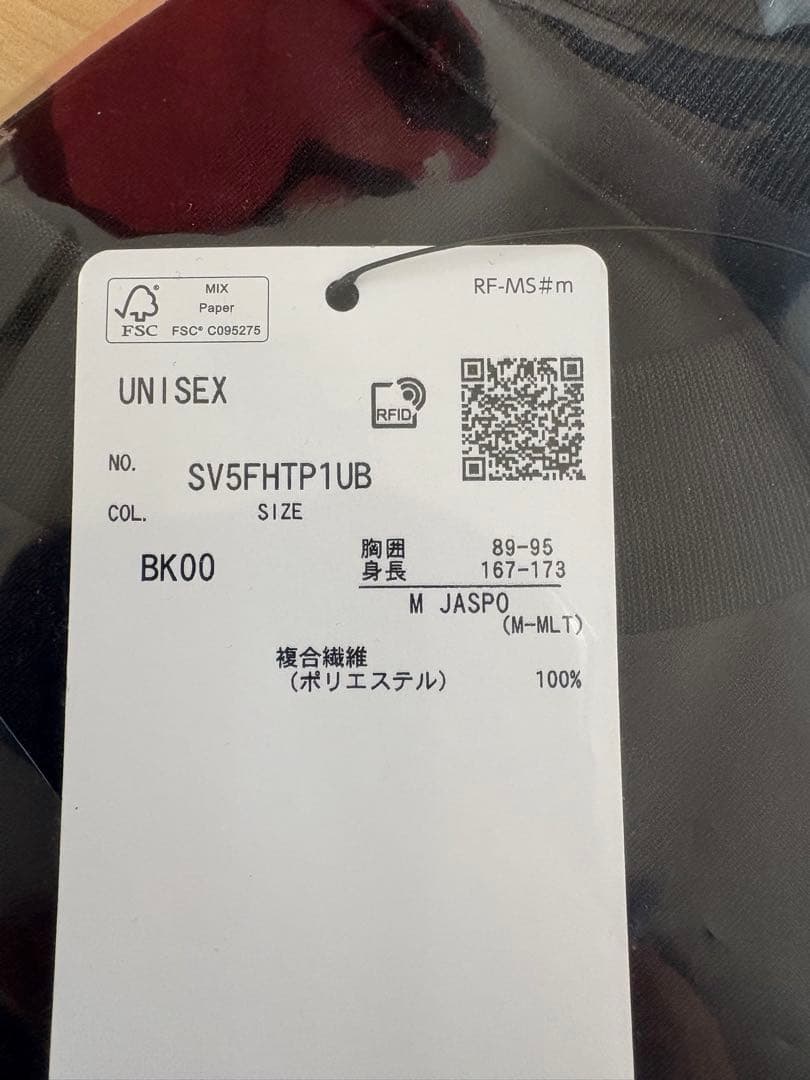 RF-MS#m
MIX
Paper
FSC
FSC® C095275
UNISEX
RFID
NO. SV5FHTP1UB
COL. SIZE
BK00
胸囲 89-95
身長 167-173
M JASPO
(M-MLT)
複合繊維
(ポリエステル) 100%